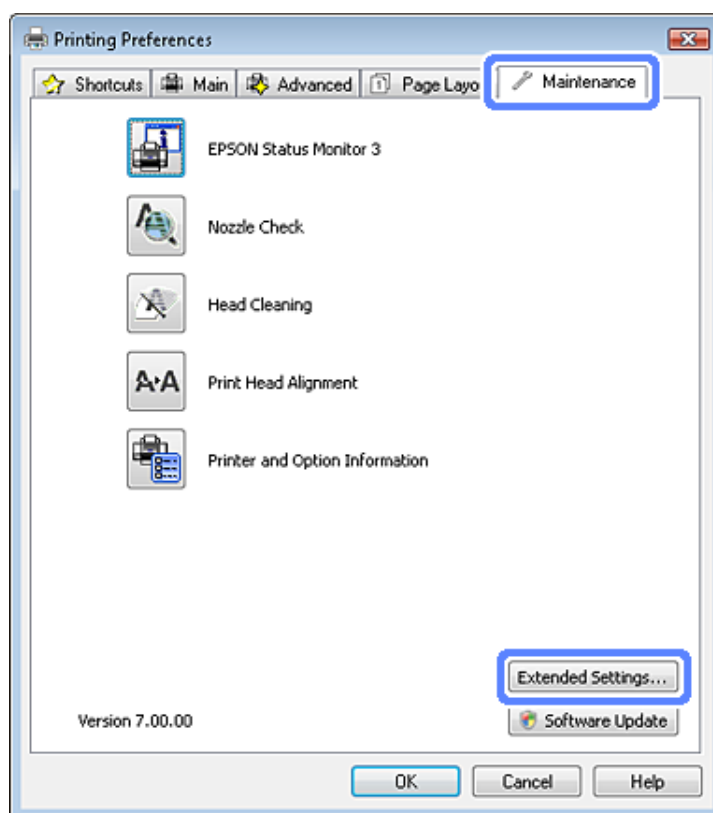 Printing Preferences
Shortcuts Main Advanced 1 Page Layo Maintenance
EPSON Status Monitor 3
Nozzle Check
Head Cleaning
A A Print Head Alignment
Printer and Option Information
Extended Settings...
Version 7.00.00 Software Update
OK Cancel Help